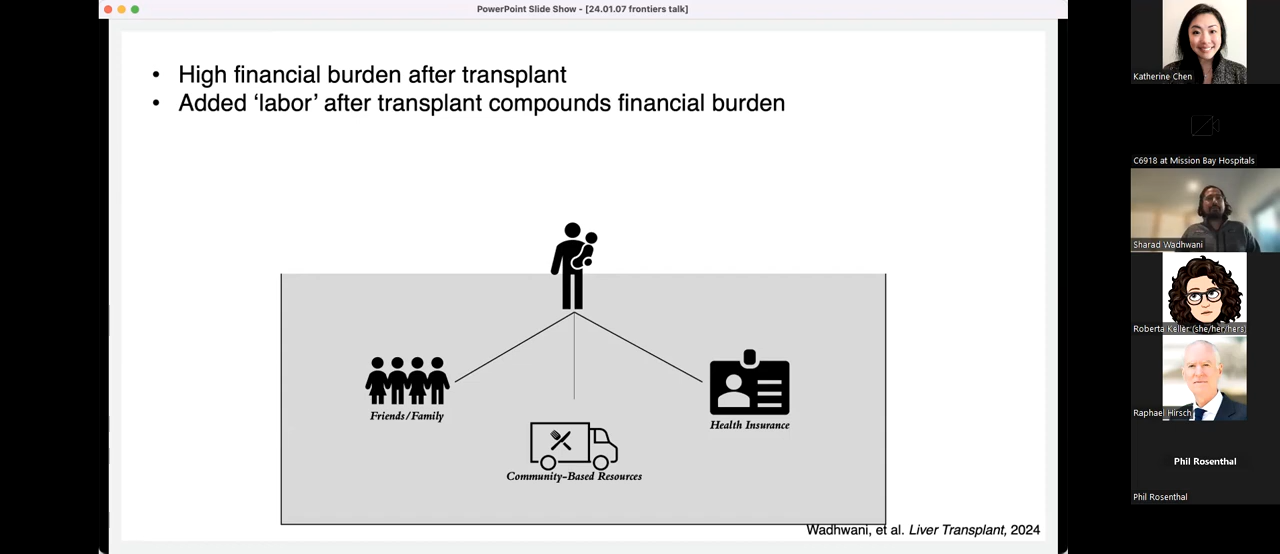 PowerPoint Slide Show - [24.01.07 frontiers talk]
• High financial burden after transplant
• Added ‘labor’ after transplant compounds financial burden
Friends/Family
Health Insurance
Community-Based Resources
Wadhwani, et al. Liver Transplant, 2024
Katherine Chen
C6918 at Mission Bay Hospitals
Sharad Wadhwani
Roberta Keller (she/her/hers)
Raphael Hirsch
Phil Rosenthal
Phil Rosenthal